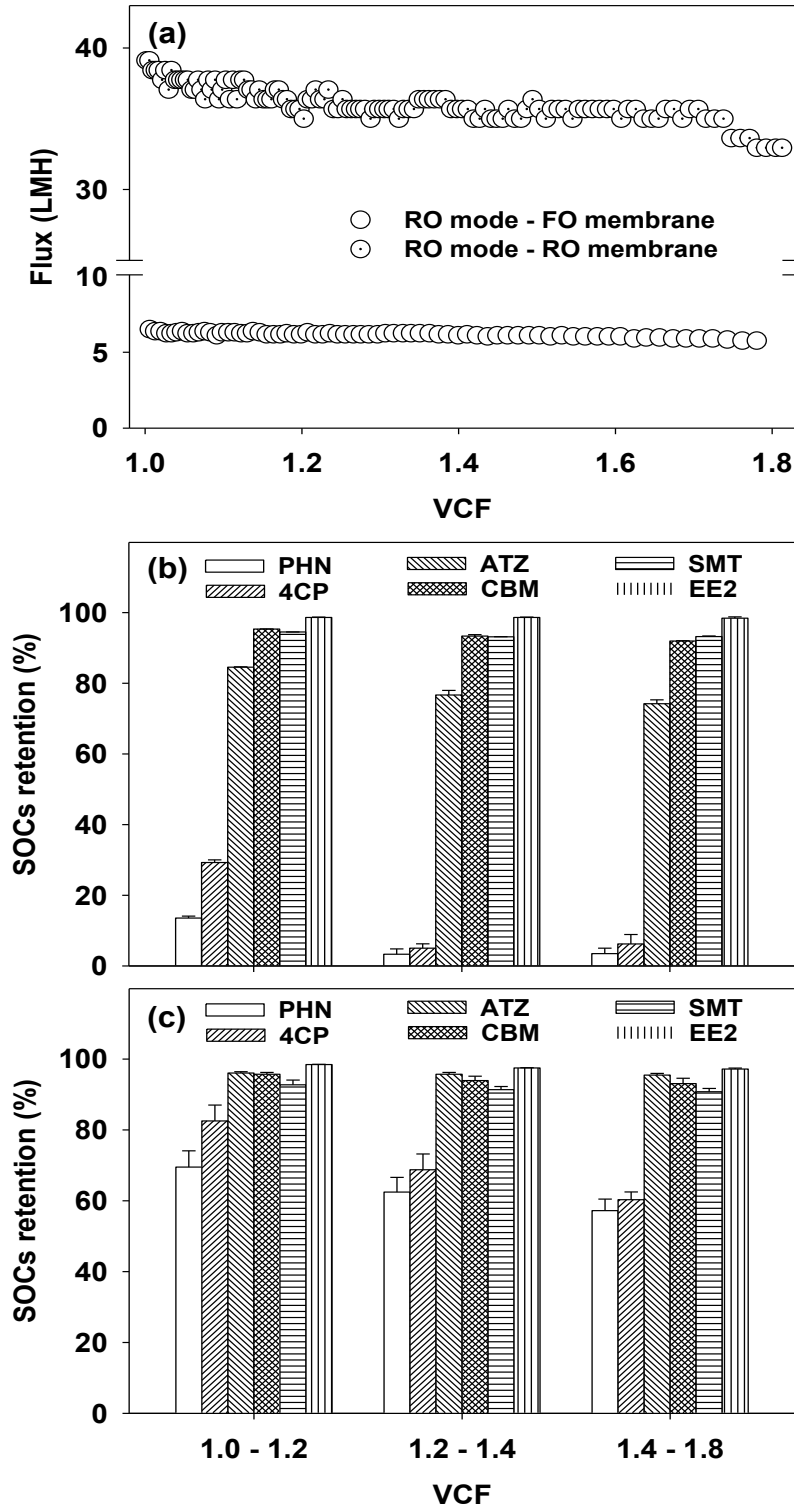 (a)
40
30
10
5
0
Flux (LMH)
RO mode - FO membrane
RO mode - RO membrane
1.0 1.2 1.4 1.6 1.8
VCF
(b)
PHN ATZ SMT
4CP CBM EE2
100
80
60
40
20
0
SOCs retention (%)
(c)
PHN ATZ SMT
4CP CBM EE2
100
80
60
40
20
0
SOCs retention (%)
1.0 - 1.2 1.2 - 1.4 1.4 - 1.8
VCF